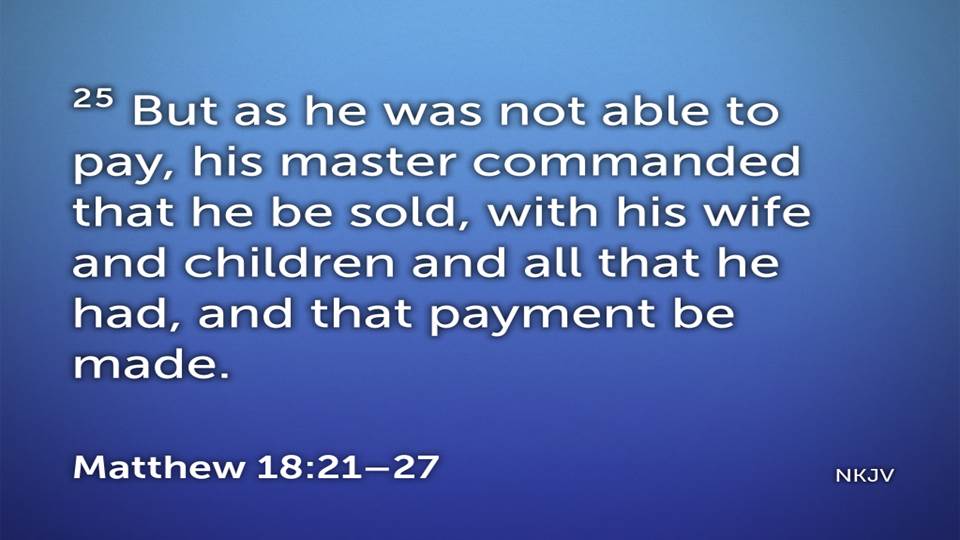 25 But as he was not able to
pay, his master commanded
that he be sold, with his wife
and children and all that he
had, and that payment be
made.
Matthew 18:21–27
NKJV